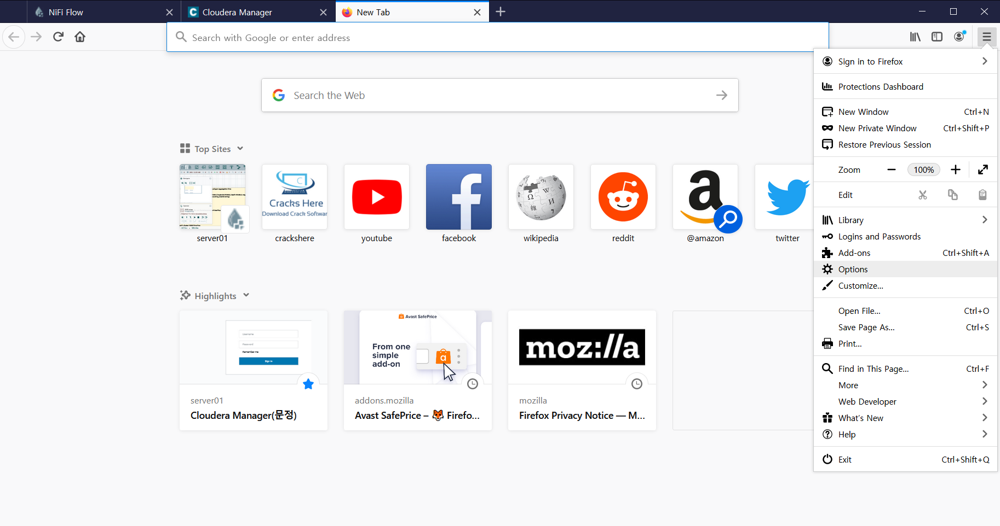 NiFi Flow
Cloudera Manager
New Tab
Search with Google or enter address
Search the Web
Top Sites
Cracks Here
Download Crack Softwar
server01
crackshere
youtube
facebook
wikipedia
reddit
@amazon
twitter
Highlights
Username
Password
Remember me
Sign In
server01
Cloudera Manager(문정)
Avast SafePrice
From one
simple
add-on
addons.mozilla
Avast SafePrice – 🦊 Firefo...
moz://a
mozilla
Firefox Privacy Notice — M...
Sign in to Firefox
Protections Dashboard
New Window Ctrl+N
New Private Window Ctrl+Shift+P
Restore Previous Session
Zoom 100%
Edit
Library
Logins and Passwords
Add-ons Ctrl+Shift+A
Options
Customize...
Open File... Ctrl+O
Save Page As... Ctrl+S
Print...
Find in This Page... Ctrl+F
More
Web Developer
What's New
Help
Exit Ctrl+Shift+Q